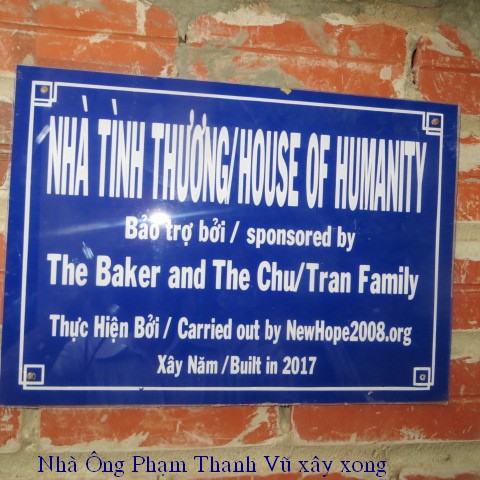 NHÀ TÌNH THƯƠNG/HOUSE OF HUMANITY
Bảo trợ bởi / sponsored by
The Baker and The Chu/Tran Family
Thực Hiện Bởi / Carried out by NewHope2008.org
Xây Năm /Built in 2017
Nhà Ông Phạm Thanh Vũ xây xong